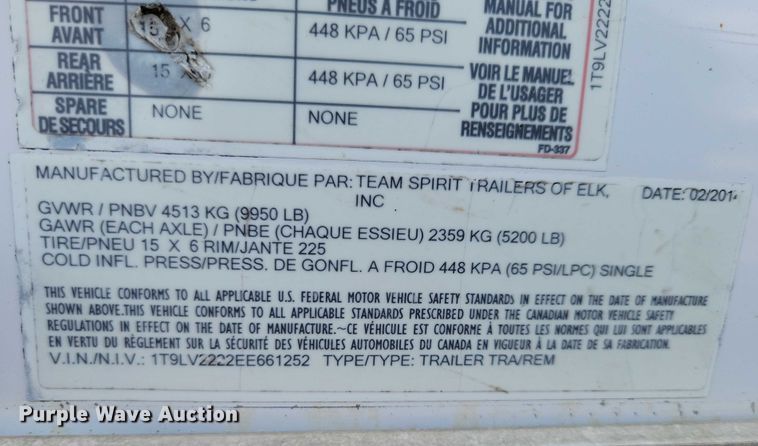 PNEUS À FROID
FRONT AVANT X 6 448 KPA / 65 PSI
REAR ARRIÈRE 15 X 448 KPA / 65 PSI
SPARE DE SECOURS NONE NONE
MANUAL FOR
ADDITIONAL
INFORMATION
VOIR LE MANUEL
DE L'USAGER
POUR PLUS DE
RENSEIGNEMENTS
FD-337
1T9LV2222
MANUFACTURED BY/FABRIQUE PAR: TEAM SPIRIT TRAILERS OF ELK, DATE: 02/2014
INC
GVWR / PNBV 4513 KG (9950 LB)
GAWR (EACH AXLE) / PNBE (CHAQUE ESSIEU) 2359 KG (5200 LB)
TIRE/PNEU 15 X 6 RIM/JANTE 225
COLD INFL. PRESS/PRESS. DE GONFL. A FROID 448 KPA (65 PSI/LPC) SINGLE
THIS VEHICLE CONFORMS TO ALL APPLICABLE U.S. FEDERAL MOTOR VEHICLE SAFETY STANDARDS IN EFFECT ON THE DATE OF MANUFACTURE
SHOWN ABOVE.THIS VEHICLE CONFORMS TO ALL APPLICABLE STANDARDS PRESCRIBED UNDER THE CANADIAN MOTOR VEHICLE SAFETY
REGULATIONS IN EFFECT ON THE DATE OF MANUFACTURE.~CE VÉHICULE EST CONFORME À TOUTES LES NORMES QUI LUI SONT APPLICABLES
EN VERTU DU RÈGLEMENT SUR LA SÉCURITÉ DES VÉHICULES AUTOMOBILES DU CANADA EN VIGUEUR À LA DATE DE SA FABRICATION.
V.I.N./N.I.V.: 1T9LV2222EE661252 TYPE/TYPE: TRAILER TRA/REM
Purple Wave Auction